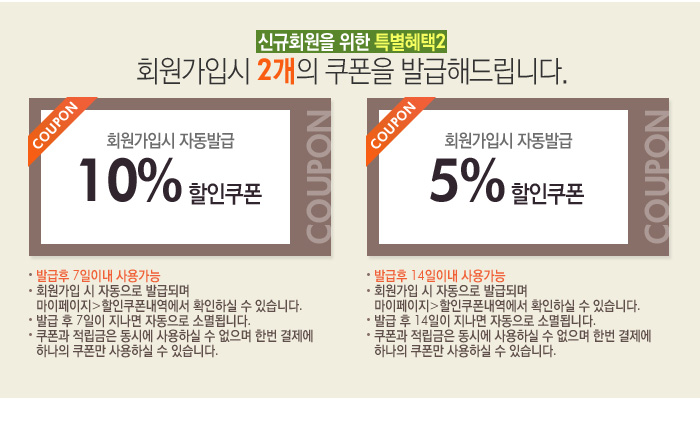 신규회원을 위한 특별혜택2
회원가입시 2개의 쿠폰을 발급해드립니다.
COUPON
회원가입시 자동발급
10% 할인쿠폰
COUPON
• 발급후 7일이내 사용가능
• 회원가입 시 자동으로 발급되며
마이페이지>할인쿠폰내역에서 확인하실 수 있습니다.
• 발급 후 7일이 지나면 자동으로 소멸됩니다.
• 쿠폰과 적립금은 동시에 사용하실 수 없으며 한번 결제에
하나의 쿠폰만 사용하실 수 있습니다.
COUPON
회원가입시 자동발급
5% 할인쿠폰
COUPON
• 발급후 14일이내 사용가능
• 회원가입 시 자동으로 발급되며
마이페이지>할인쿠폰내역에서 확인하실 수 있습니다.
• 발급 후 14일이 지나면 자동으로 소멸됩니다.
• 쿠폰과 적립금은 동시에 사용하실 수 없으며 한번 결제에
하나의 쿠폰만 사용하실 수 있습니다.